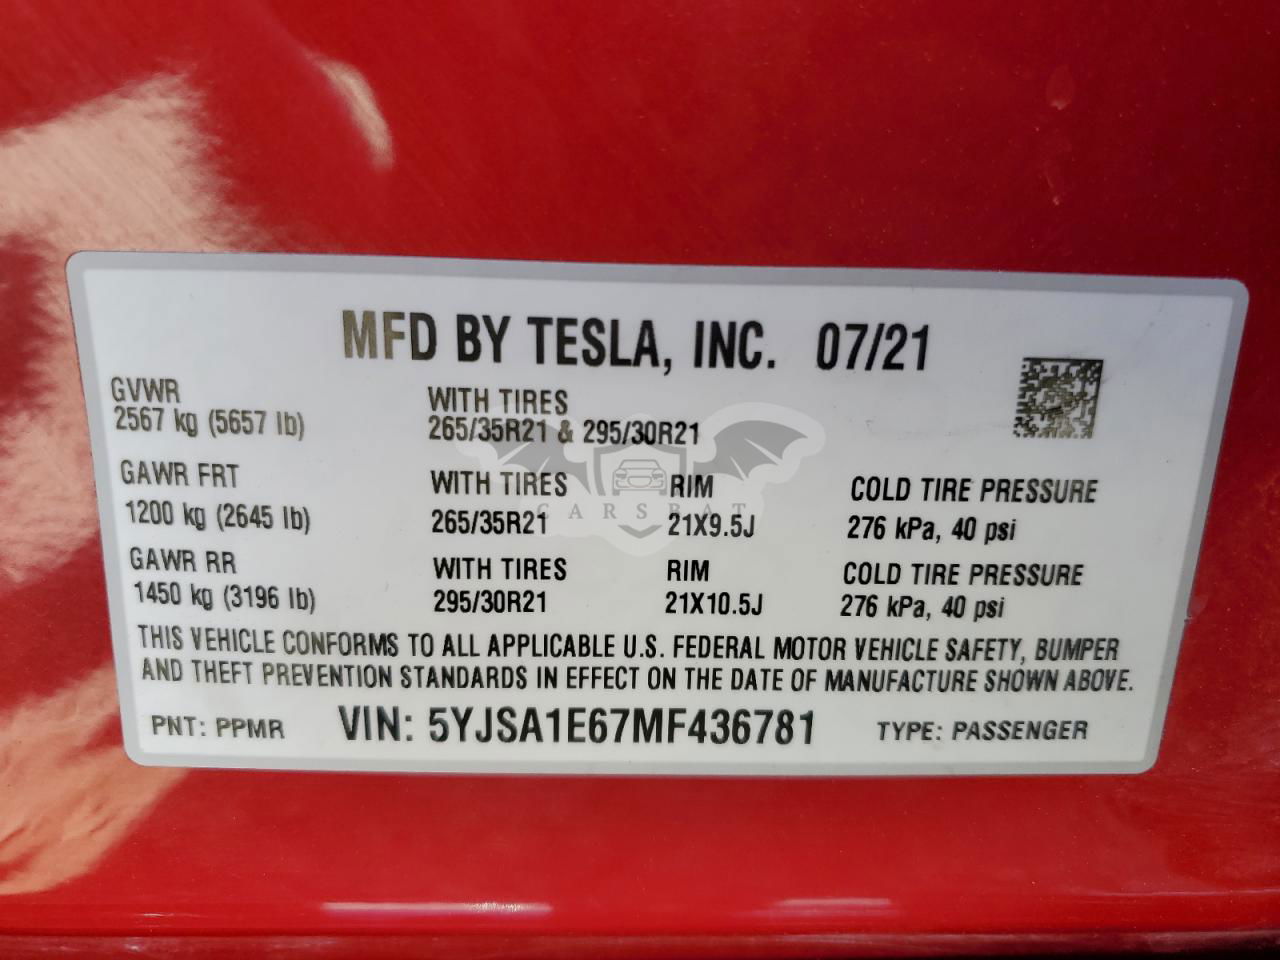 MFD BY TESLA, INC. 07/21
GVWR
2567 kg (5657 lb)
WITH TIRES
265/35R21 & 295/30R21
GAWR FRT
1200 kg (2645 lb)
WITH TIRES
265/35R21
RIM
21X9.5J
COLD TIRE PRESSURE
276 kPa, 40 psi
GAWR RR
1450 kg (3196 lb)
WITH TIRES
295/30R21
RIM
21X10.5J
COLD TIRE PRESSURE
276 kPa, 40 psi
THIS VEHICLE CONFORMS TO ALL APPLICABLE U.S. FEDERAL MOTOR VEHICLE SAFETY, BUMPER
AND THEFT PREVENTION STANDARDS IN EFFECT ON THE DATE OF MANUFACTURE SHOWN ABOVE.
PNT: PPMR VIN: 5YJSA1E67MF436781 TYPE: PASSENGER
CARSBAT